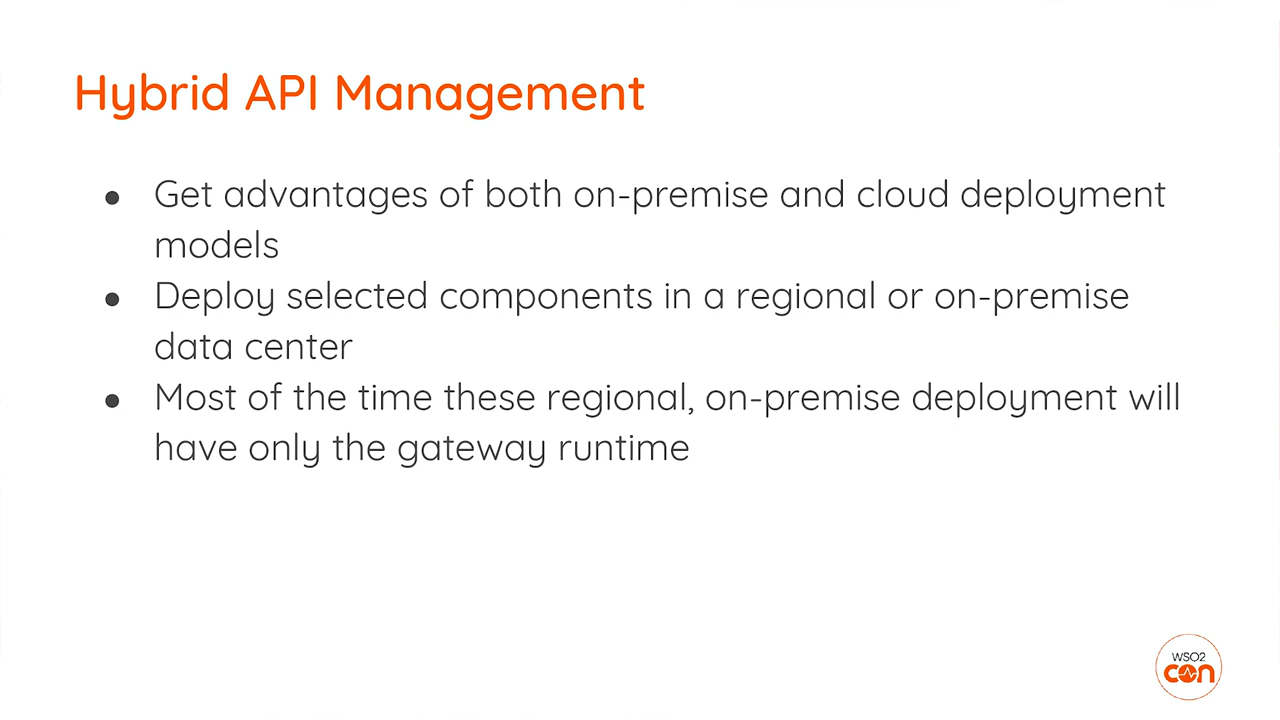 Hybrid API Management
● Get advantages of both on-premise and cloud deployment
models
● Deploy selected components in a regional or on-premise
data center
● Most of the time these regional, on-premise deployment will
have only the gateway runtime
WSO2
con